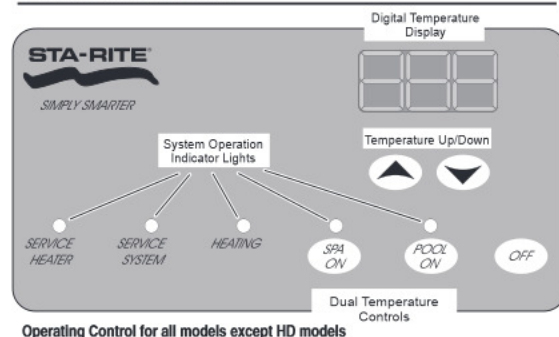 Digital Temperature
Display
STA-RITE®
SIMPLY SMARTER
System Operation
Indicator Lights
Temperature Up/Down
SERVICE
HEATER
SERVICE
SYSTEM
HEATING
SPA
ON
POOL
ON
OFF
Dual Temperature
Controls
Operating Control for all models except HD models